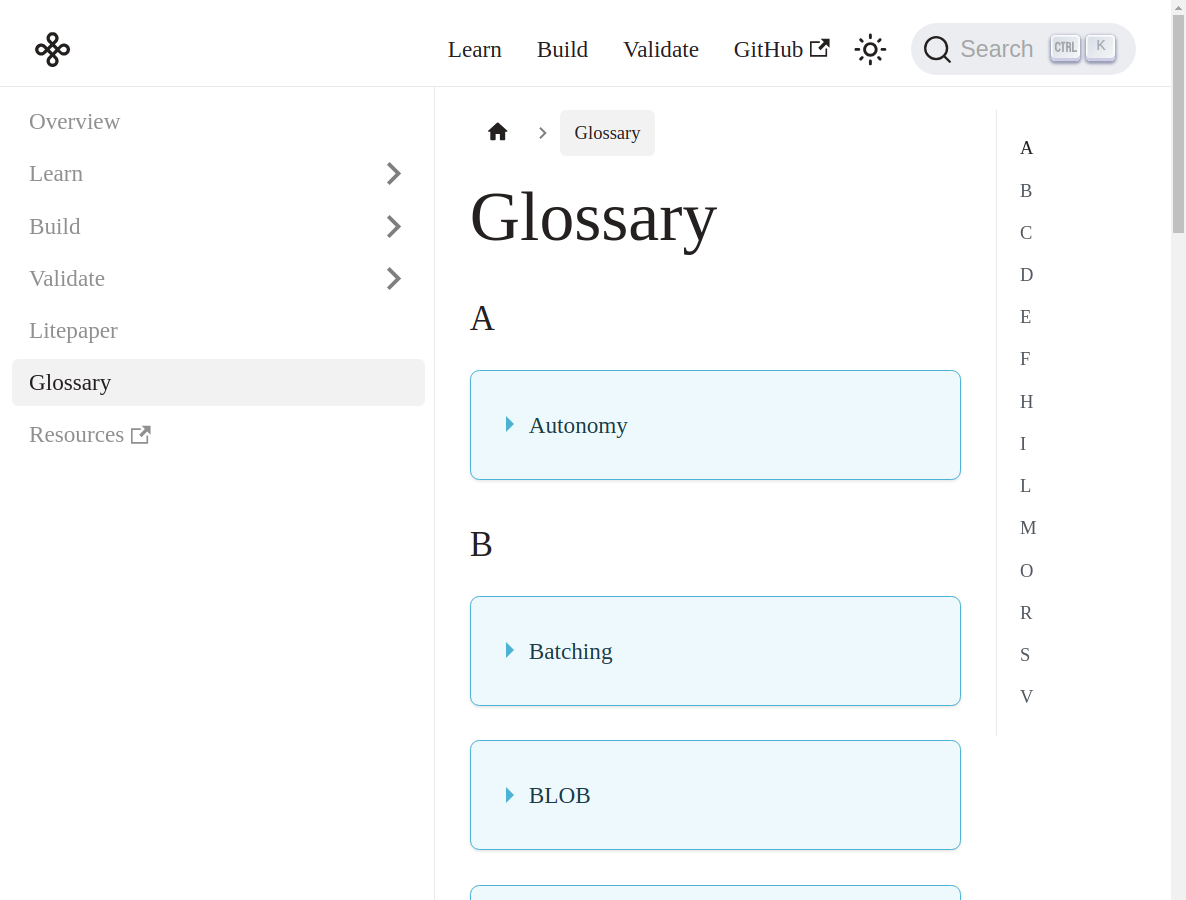 Learn Build Validate GitHub Search CTRL K
Overview
Learn
Build
Validate
Litepaper
Glossary
Resources
Glossary
Glossary
A
Autonomy
B
Batching
BLOB
A
B
C
D
E
F
H
I
L
M
O
R
S
V